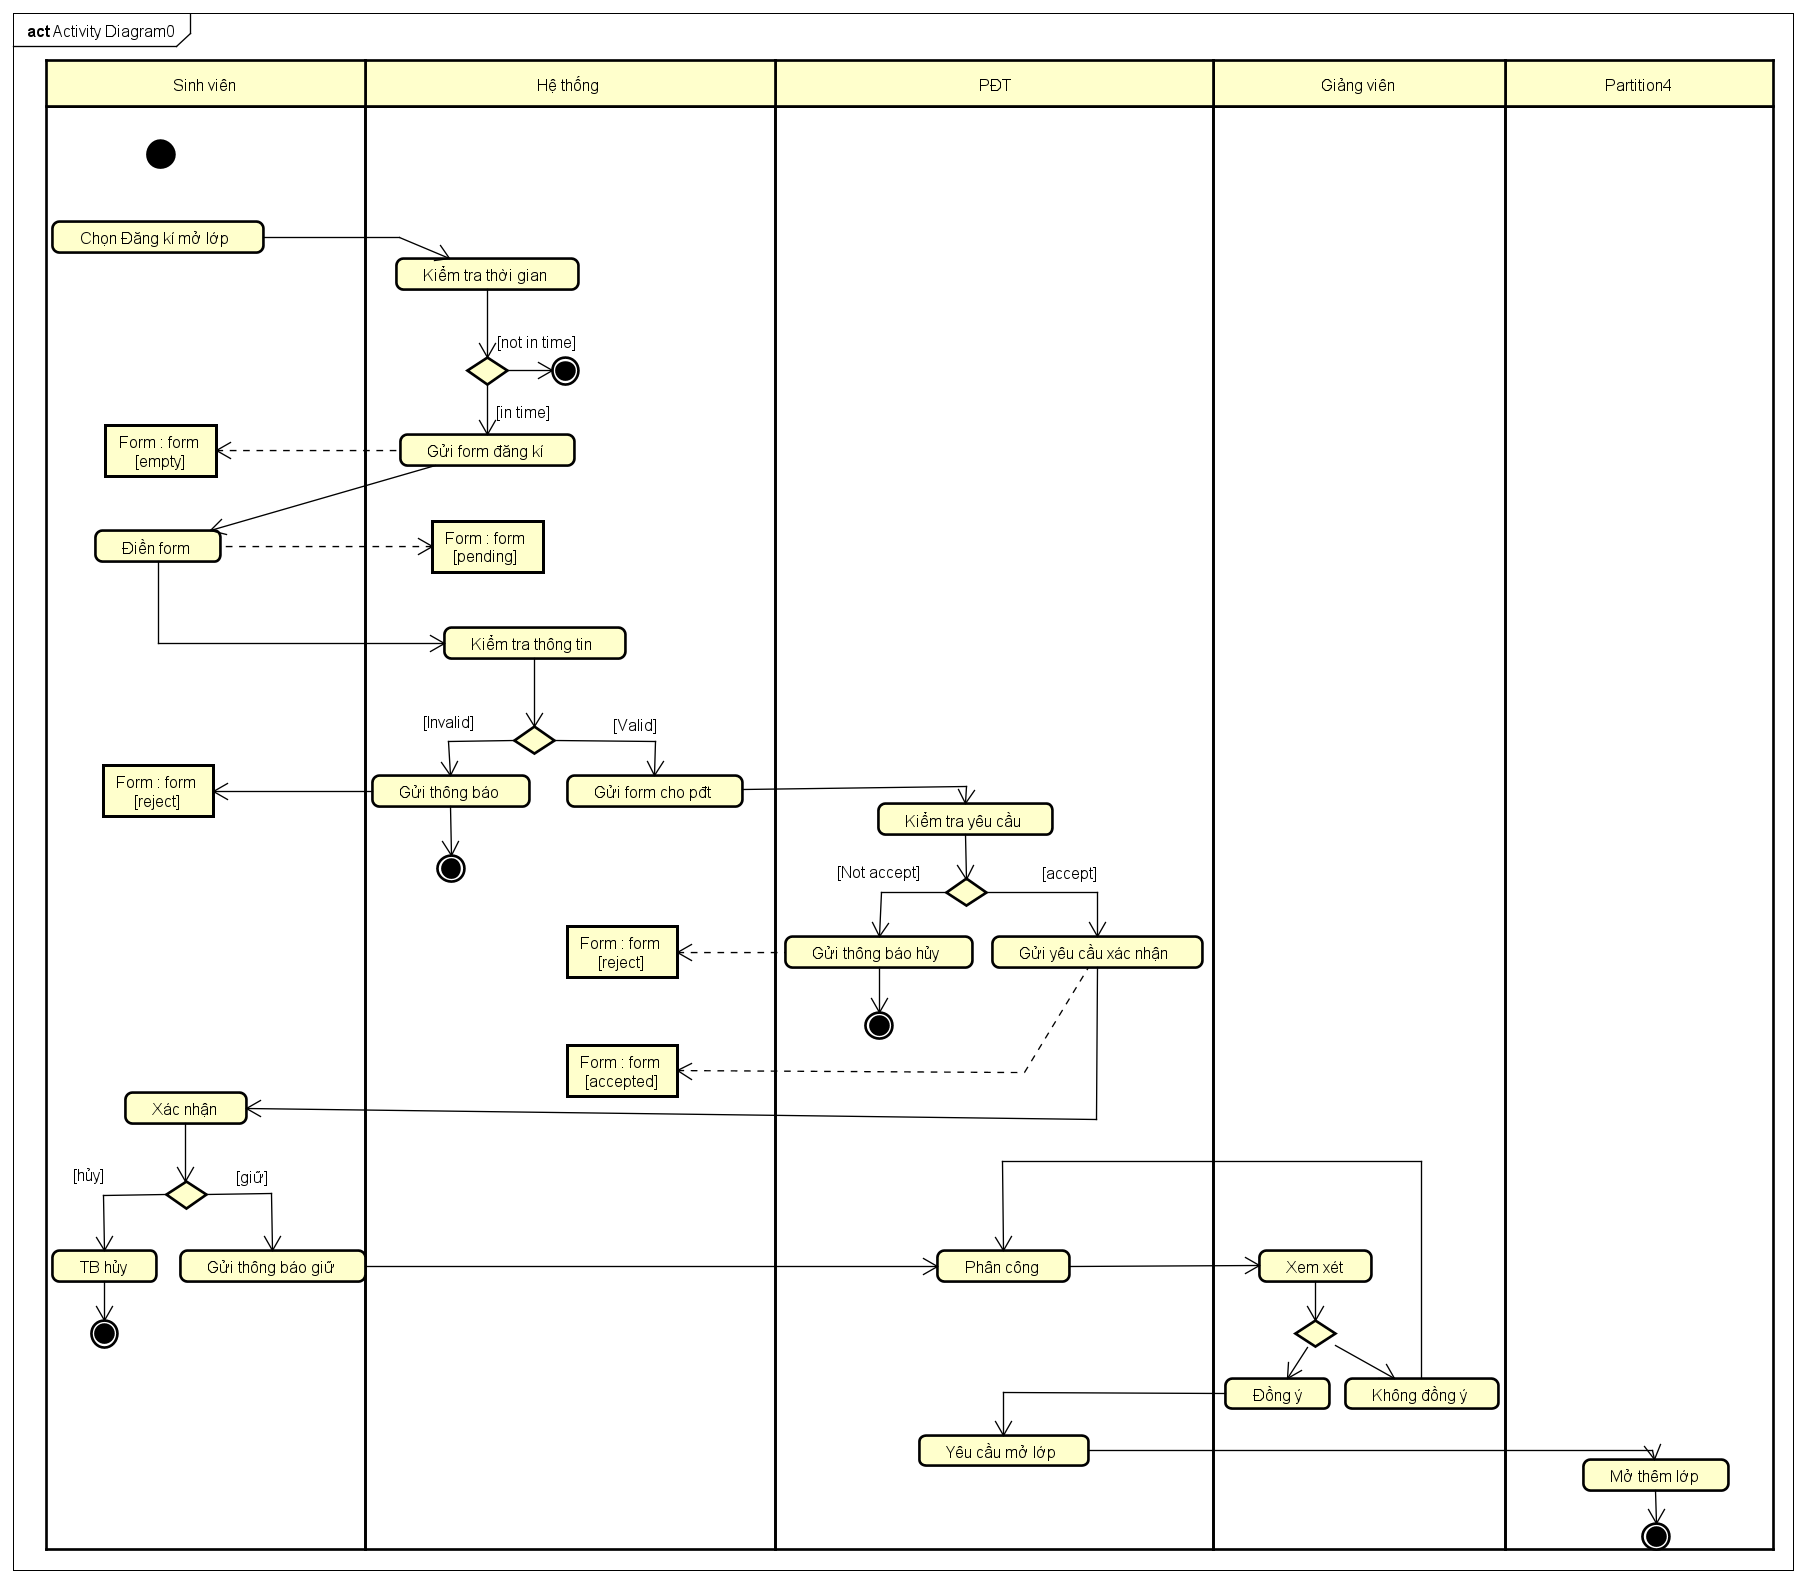 act Activity Diagram0
Sinh viên
Hệ thống
PĐT
Giảng viên
Partition4
Chọn Đăng kí mở lớp
Kiểm tra thời gian
[not in time]
[in time]
Form : form
[empty]
Gửi form đăng kí
Điền form
Form : form
[pending]
Kiểm tra thông tin
[Invalid]
[Valid]
Form : form
[reject]
Gửi thông báo
Gửi form cho pđt
Kiểm tra yêu cầu
[Not accept]
[accept]
Form : form
[reject]
Gửi thông báo hủy
Gửi yêu cầu xác nhận
Form : form
[accepted]
Xác nhận
[hủy]
[giữ]
TB hủy
Gửi thông báo giữ
Phân công
Xem xét
Đồng ý
Không đồng ý
Yêu cầu mở lớp
Mở thêm lớp